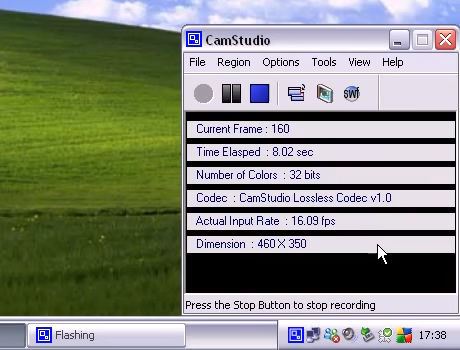 CamStudio
File Region Options Tools View Help
SWF
Current Frame : 160
Time Elasped : 8.02 sec
Number of Colors : 32 bits
Codec : CamStudio Lossless Codec v1.0
Actual Input Rate : 16.09 fps
Dimension : 460 X 350
Press the Stop Button to stop recording
Flashing
17:38